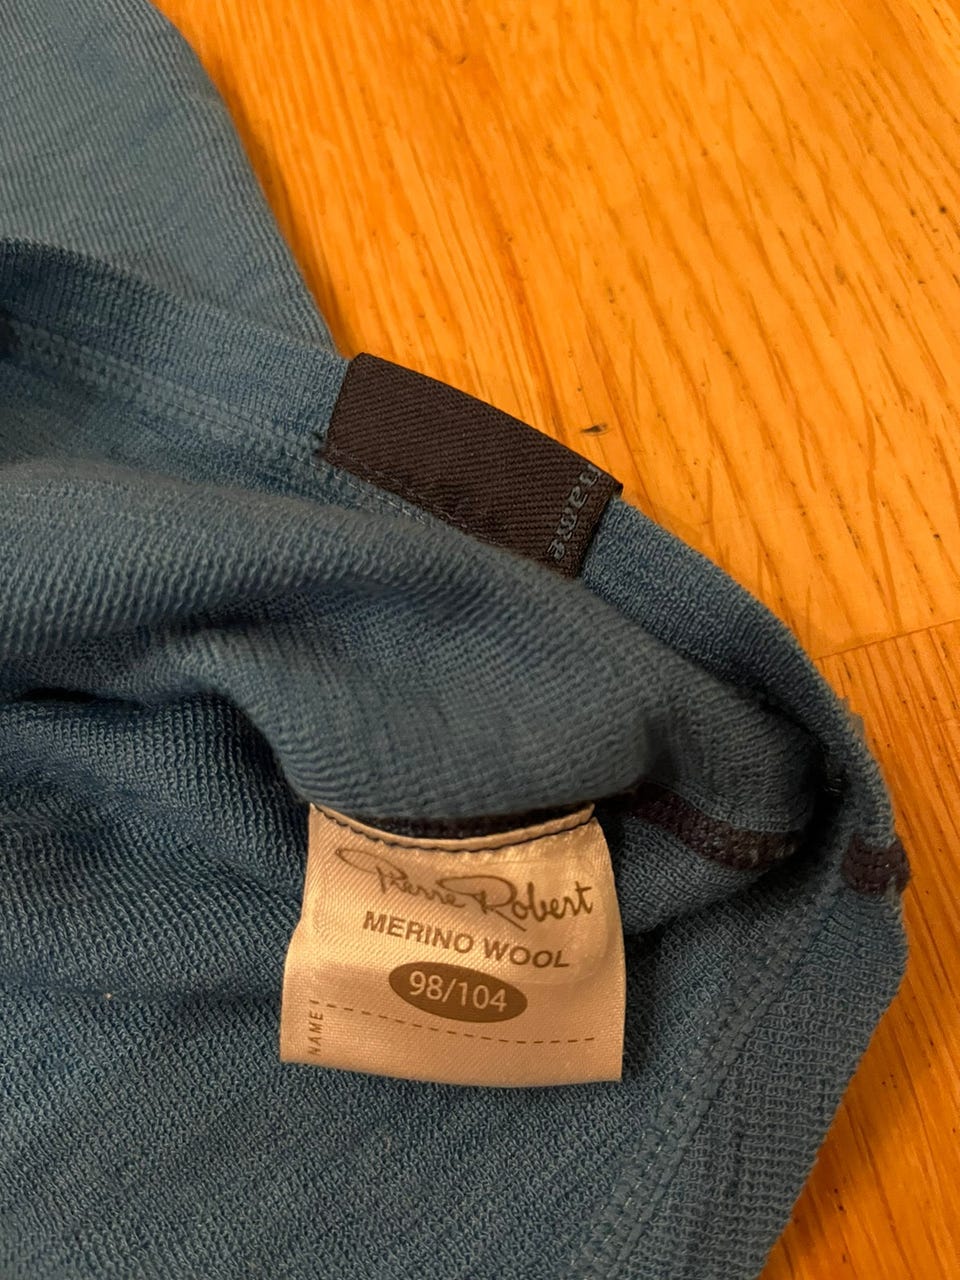 name
Pierre Robert
MERINO WOOL
98/104
NAME